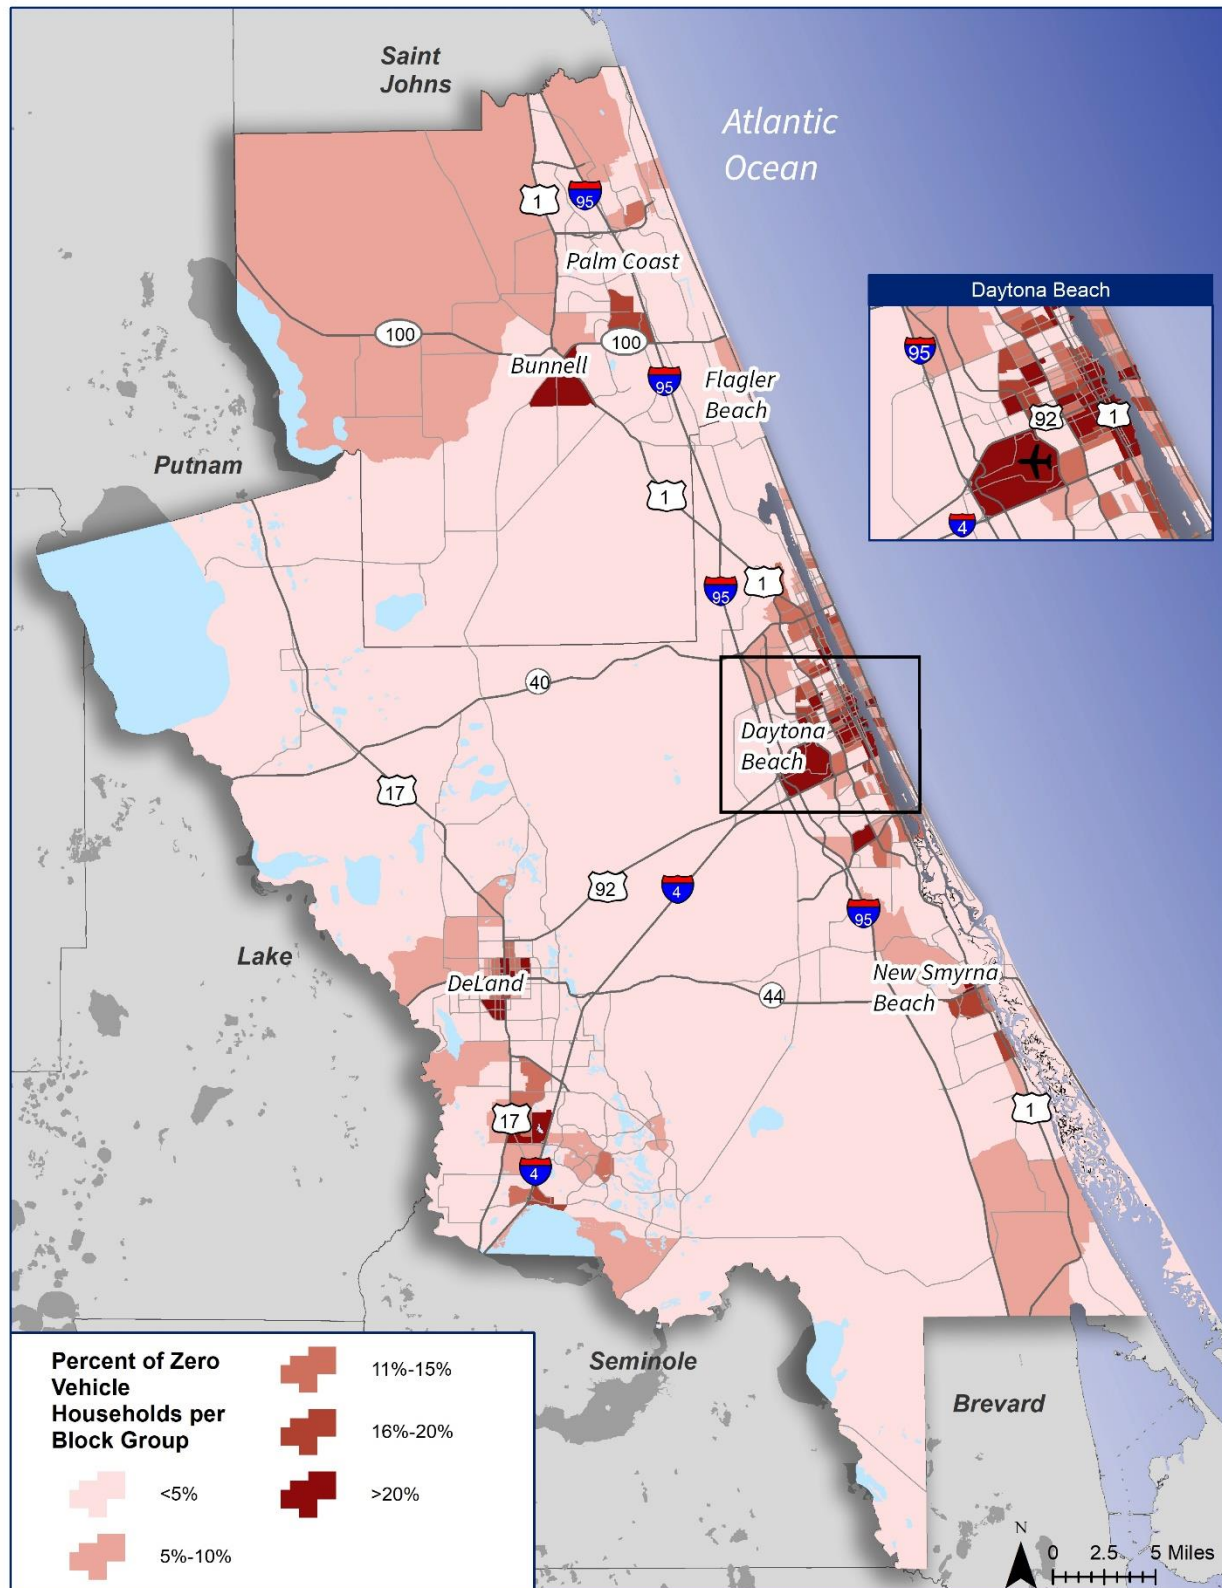 Saint
Johns
Atlantic
Ocean
1
95
Palm Coast
Daytona Beach
95
92
1
4
100
100
Bunnell
95
Flagler
Beach
Putnam
1
95
1
40
Daytona
Beach
17
92
4
95
Lake
DeLand
New Smyrna
Beach
44
17
1
4
Seminole
Brevard
Percent of Zero
Vehicle
Households per
Block Group
<5%
5%-10%
11%-15%
16%-20%
>20%
N
0 2.5 5 Miles